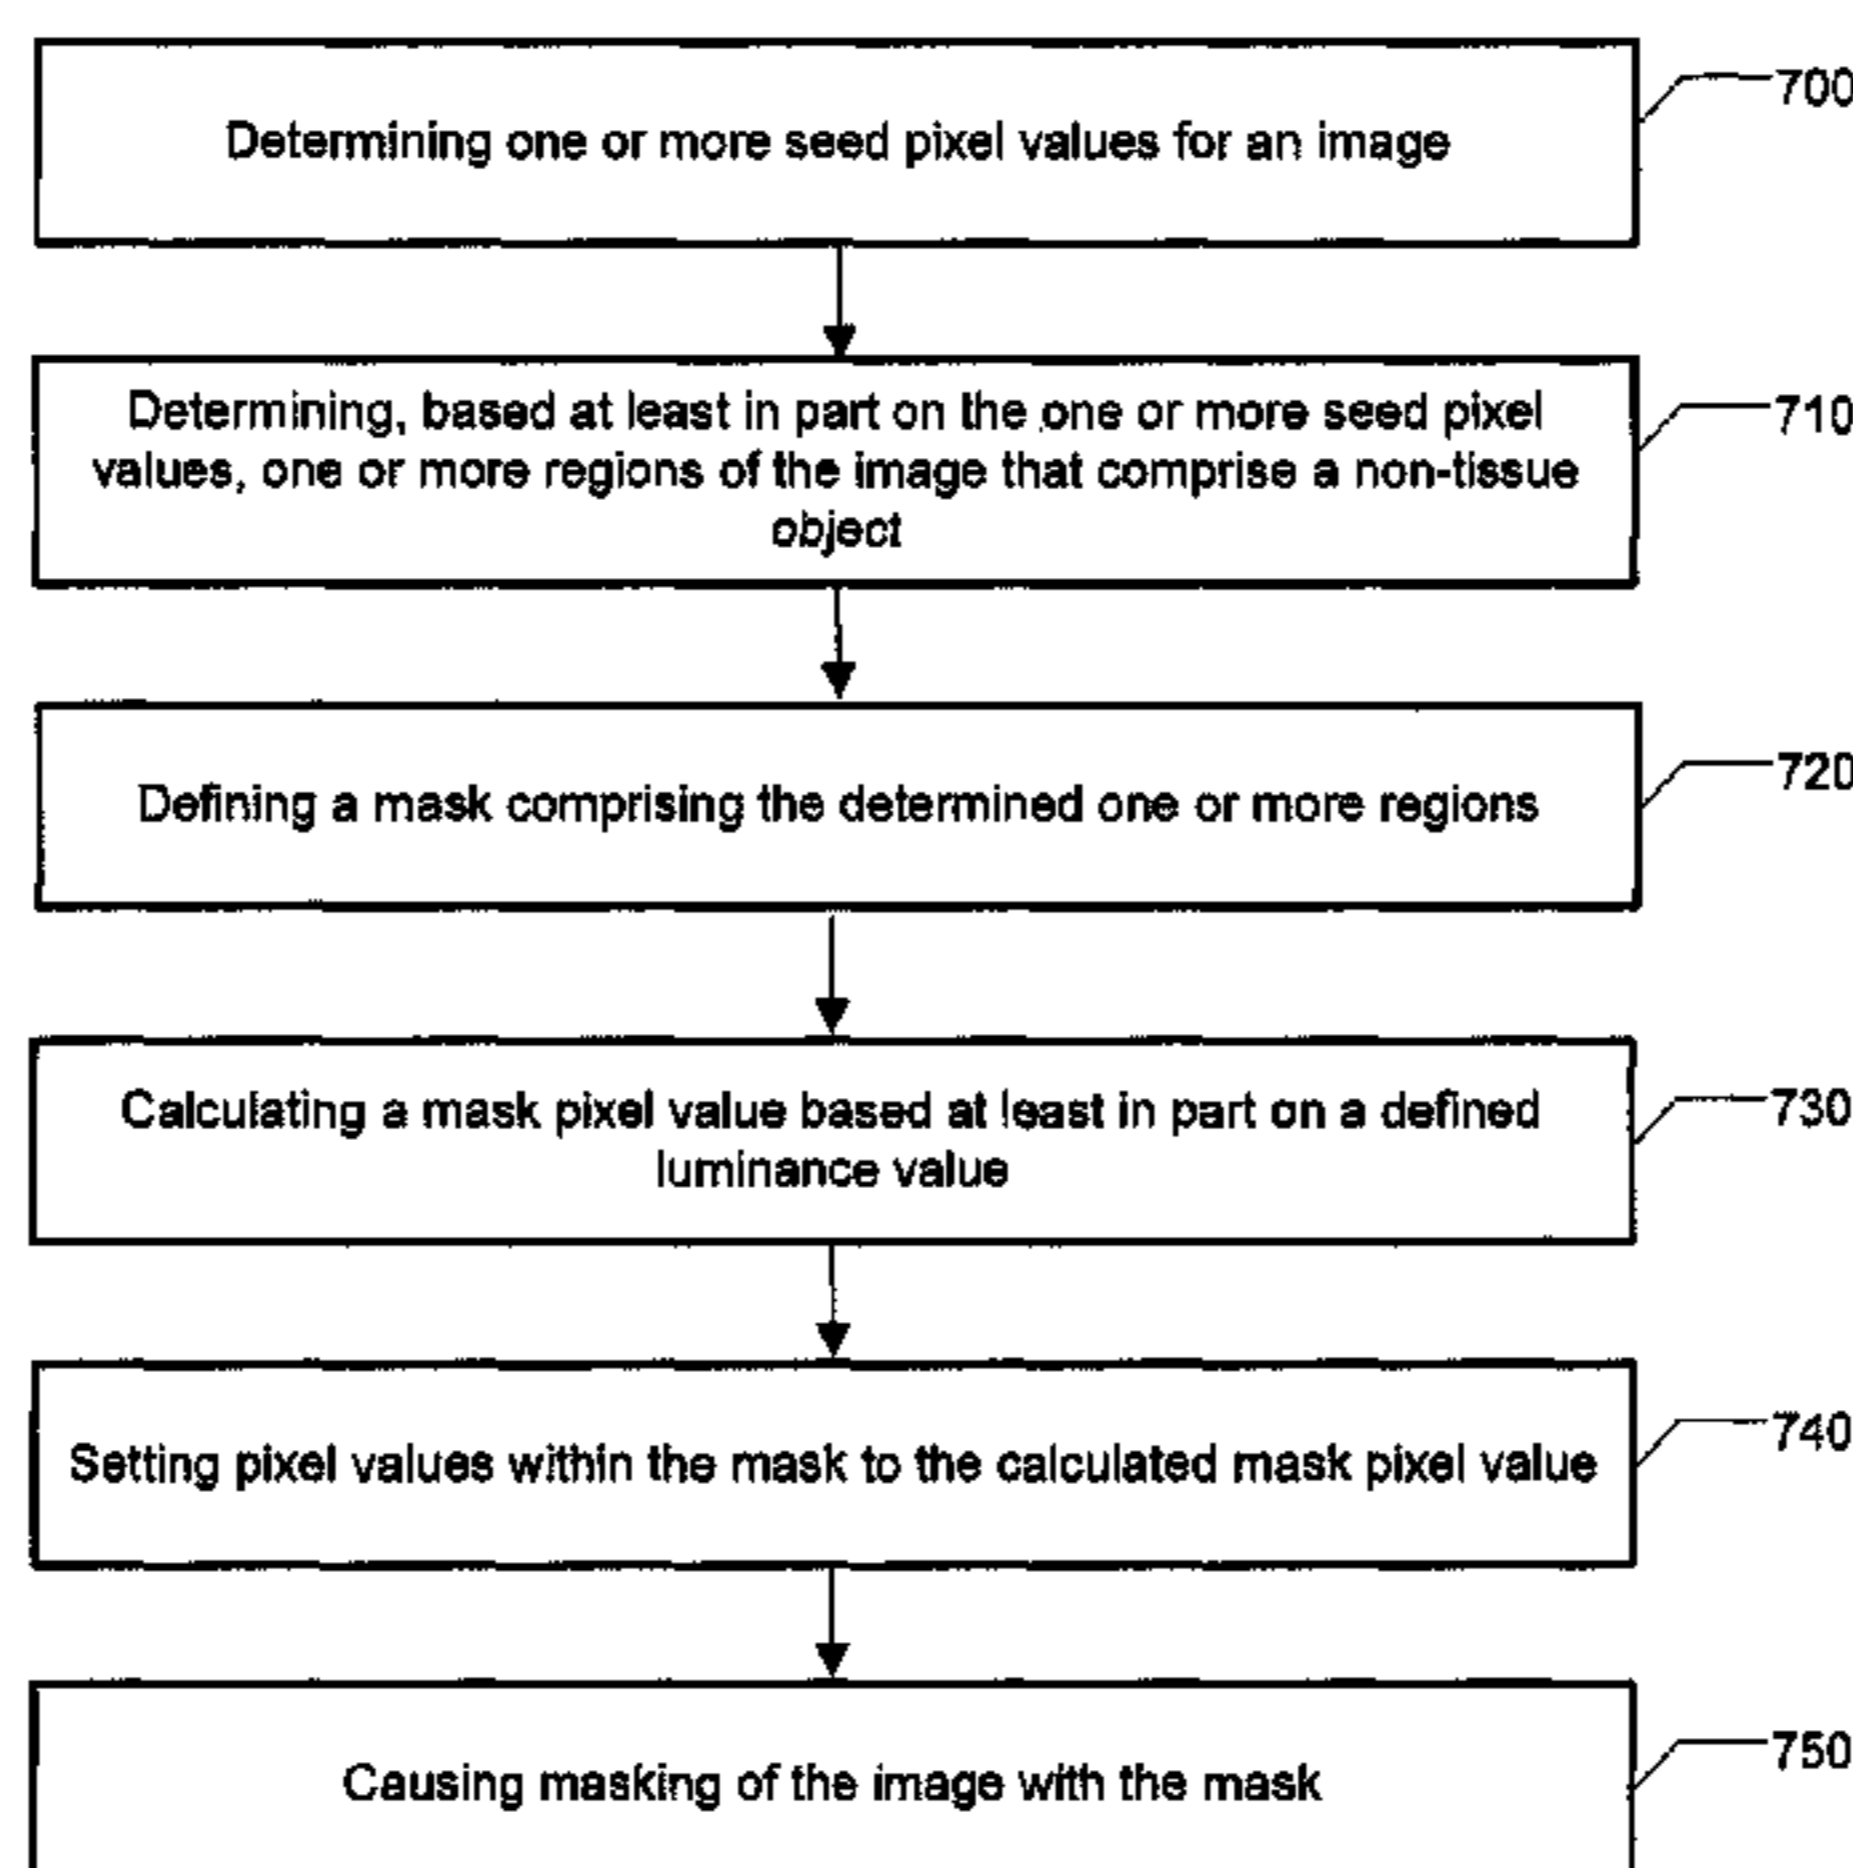 Determining one or more seed pixel values for an image
700
Determining, based at least in part on the one or more seed pixel
values, one or more regions of the image that comprise a non-tissue
object
710
Defining a mask comprising the determined one or more regions
720
Calculating a mask pixel value based at least in part on a defined
luminance value
730
Setting pixel values within the mask to the calculated mask pixel value
740
Causing masking of the image with the mask
750